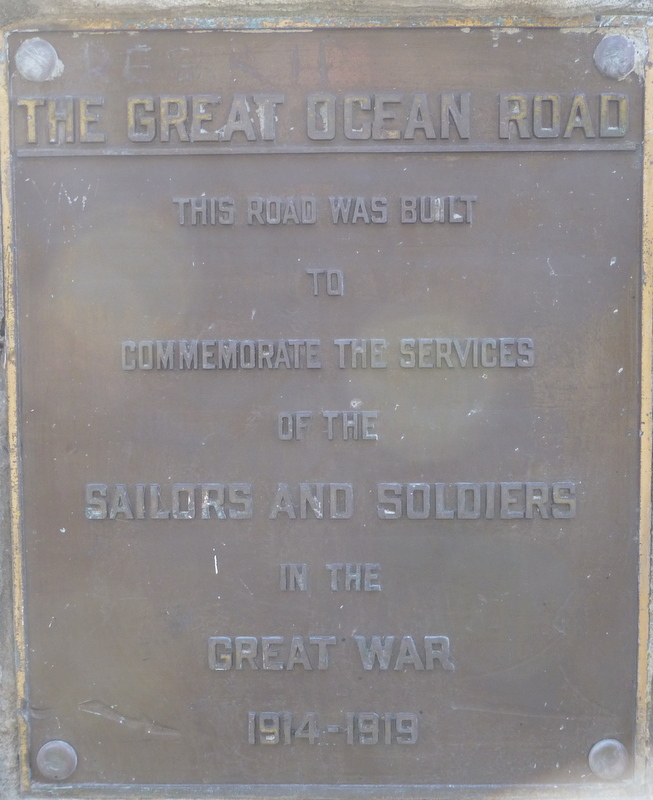 THE GREAT OCEAN ROAD
THIS ROAD WAS BUILT
TO
COMMEMORATE THE SERVICES
OF THE
SAILORS AND SOLDIERS
IN THE
GREAT WAR
1914-1919